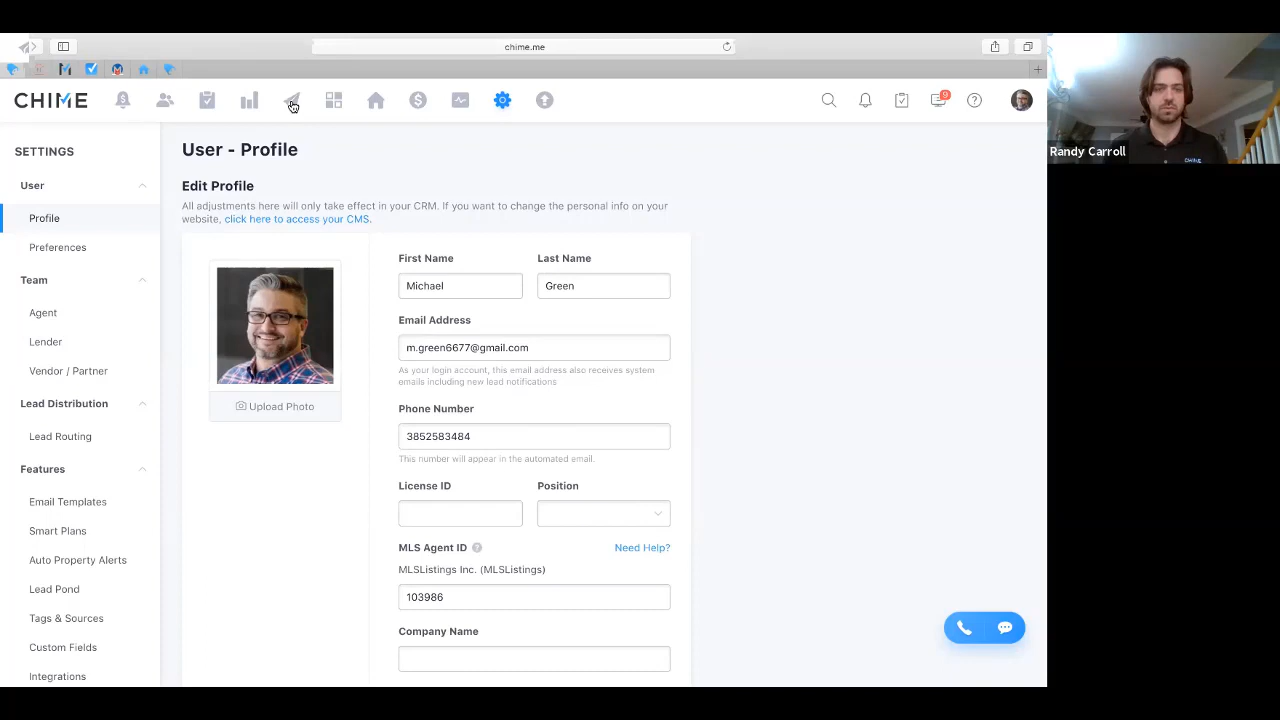 chime.me
CHIME
9
Randy Carroll
CHIME
SETTINGS
User
Profile
Preferences
Team
Agent
Lender
Vendor / Partner
Lead Distribution
Lead Routing
Features
Email Templates
Smart Plans
Auto Property Alerts
Lead Pond
Tags & Sources
Custom Fields
Integrations
User - Profile
Edit Profile
All adjustments here will only take effect in your CRM. If you want to change the personal info on your
website, click here to access your CMS.
Upload Photo
First Name
Last Name
Michael
Green
Email Address
m.green6677@gmail.com
As your login account, this email address also receives system
emails including new lead notifications
Phone Number
3852583484
This number will appear in the automated email.
License ID
Position
MLS Agent ID ?
Need Help?
MLSListings Inc. (MLSListings)
103986
Company Name